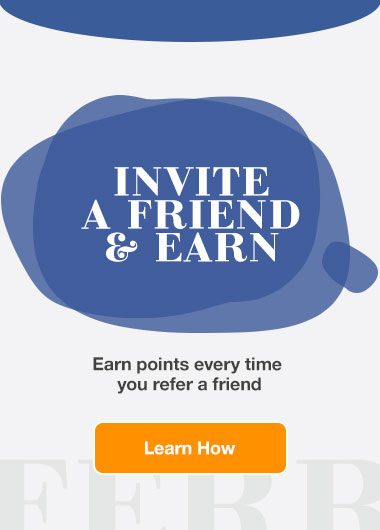 INVITE
A FRIEND
& EARN
Earn points every time
you refer a friend
Learn How